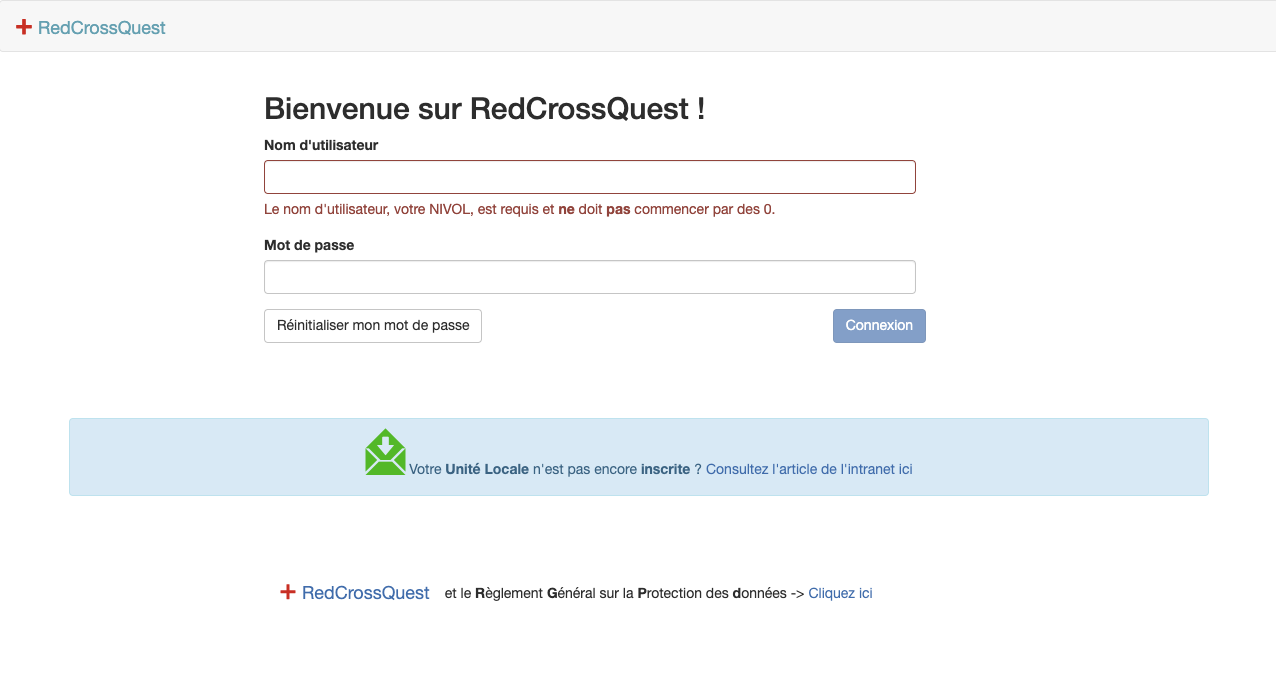 RedCrossQuest
Bienvenue sur RedCrossQuest !
Nom d'utilisateur
Le nom d'utilisateur, votre NIVOL, est requis et ne doit pas commencer par des 0.
Mot de passe
Réinitialiser mon mot de passe
Connexion
Votre Unité Locale n'est pas encore inscrite ? Consultez l'article de l'intranet ici
RedCrossQuest et le Règlement Général sur la Protection des données -> Cliquez ici